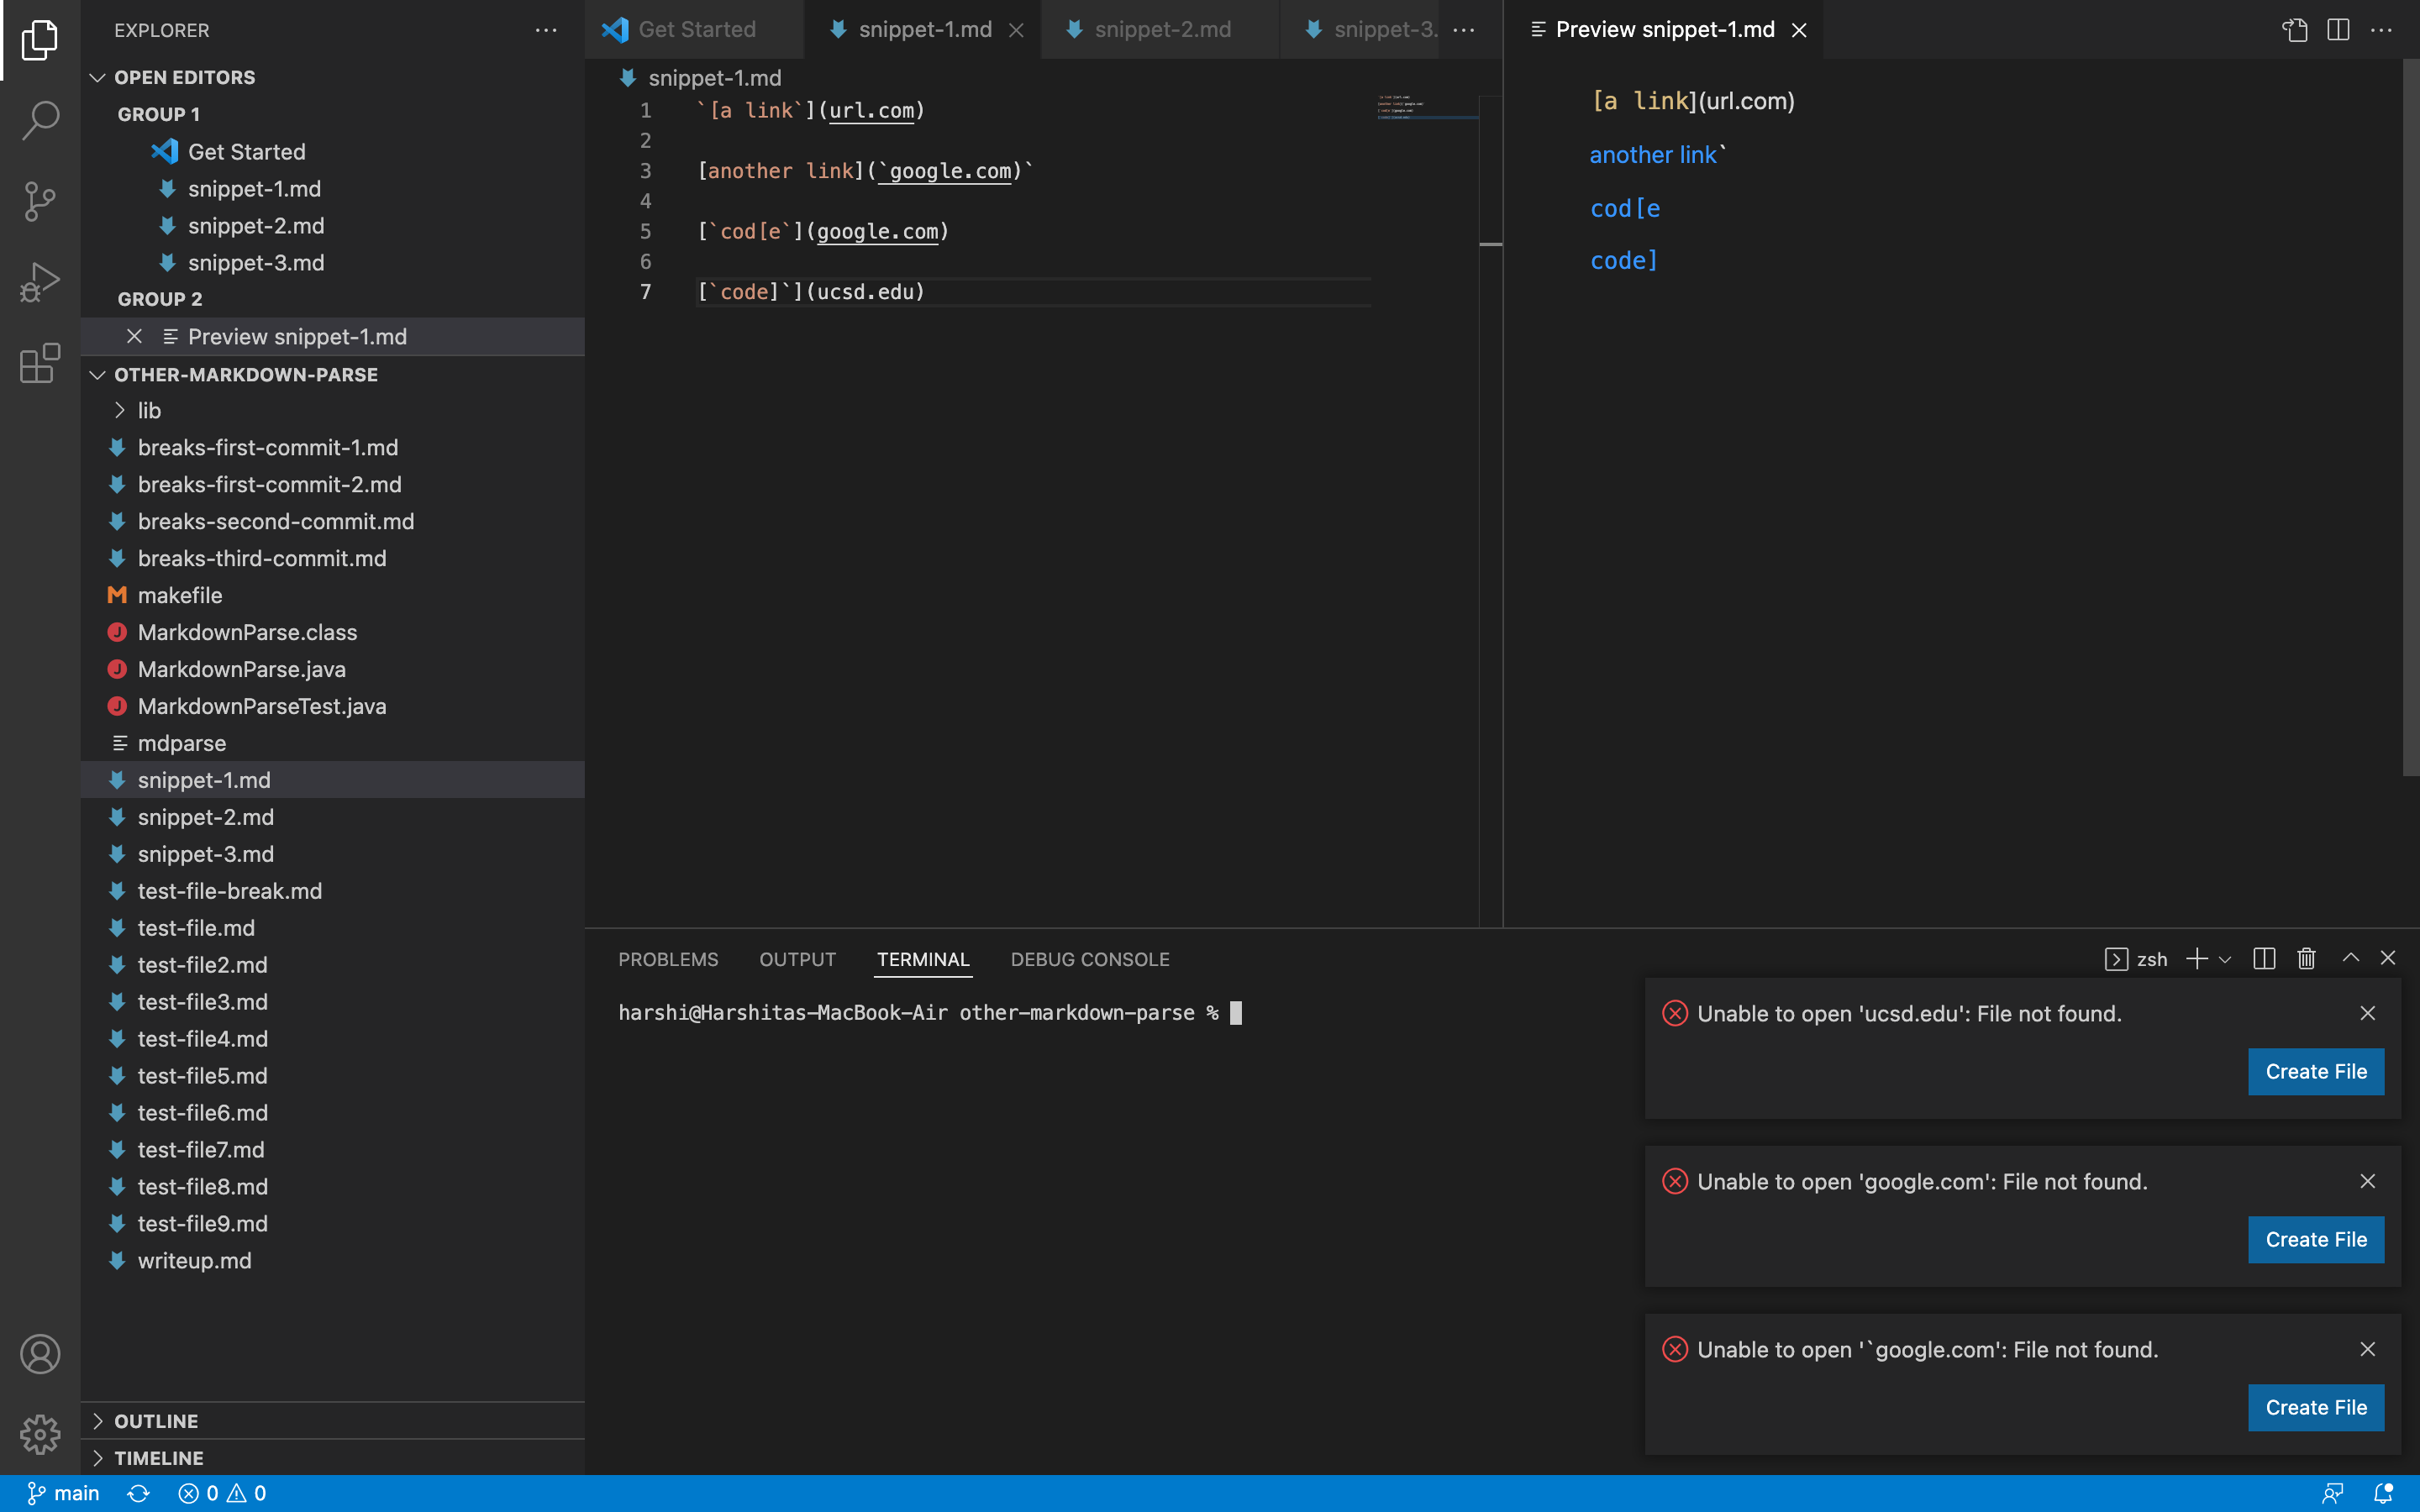 EXPLORER
OPEN EDITORS
GROUP 1
Get Started
snippet-1.md
snippet-2.md
snippet-3.md
GROUP 2
Preview snippet-1.md
OTHER-MARKDOWN-PARSE
lib
breaks-first-commit-1.md
breaks-first-commit-2.md
breaks-second-commit.md
breaks-third-commit.md
makefile
MarkdownParse.class
MarkdownParse.java
MarkdownParseTest.java
mdparse
snippet-1.md
snippet-2.md
snippet-3.md
test-file-break.md
test-file.md
test-file2.md
test-file3.md
test-file4.md
test-file5.md
test-file6.md
test-file7.md
test-file8.md
test-file9.md
writeup.md
OUTLINE
TIMELINE
Get Started snippet-1.md snippet-2.md snippet-3.
snippet-1.md
1 `[a link`](url.com)
2
3 [another link](`google.com)`
4
5 [`cod[e`](google.com)
6
7 [`code]`](ucsd.edu)
Preview snippet-1.md
[a link](url.com)
another link`
cod[e
code]
PROBLEMS OUTPUT TERMINAL DEBUG CONSOLE
zsh
harshi@Harshitas-MacBook-Air other-markdown-parse %
Unable to open 'ucsd.edu': File not found.
Create File
Unable to open 'google.com': File not found.
Create File
Unable to open '`google.com': File not found.
Create File
main 0 0